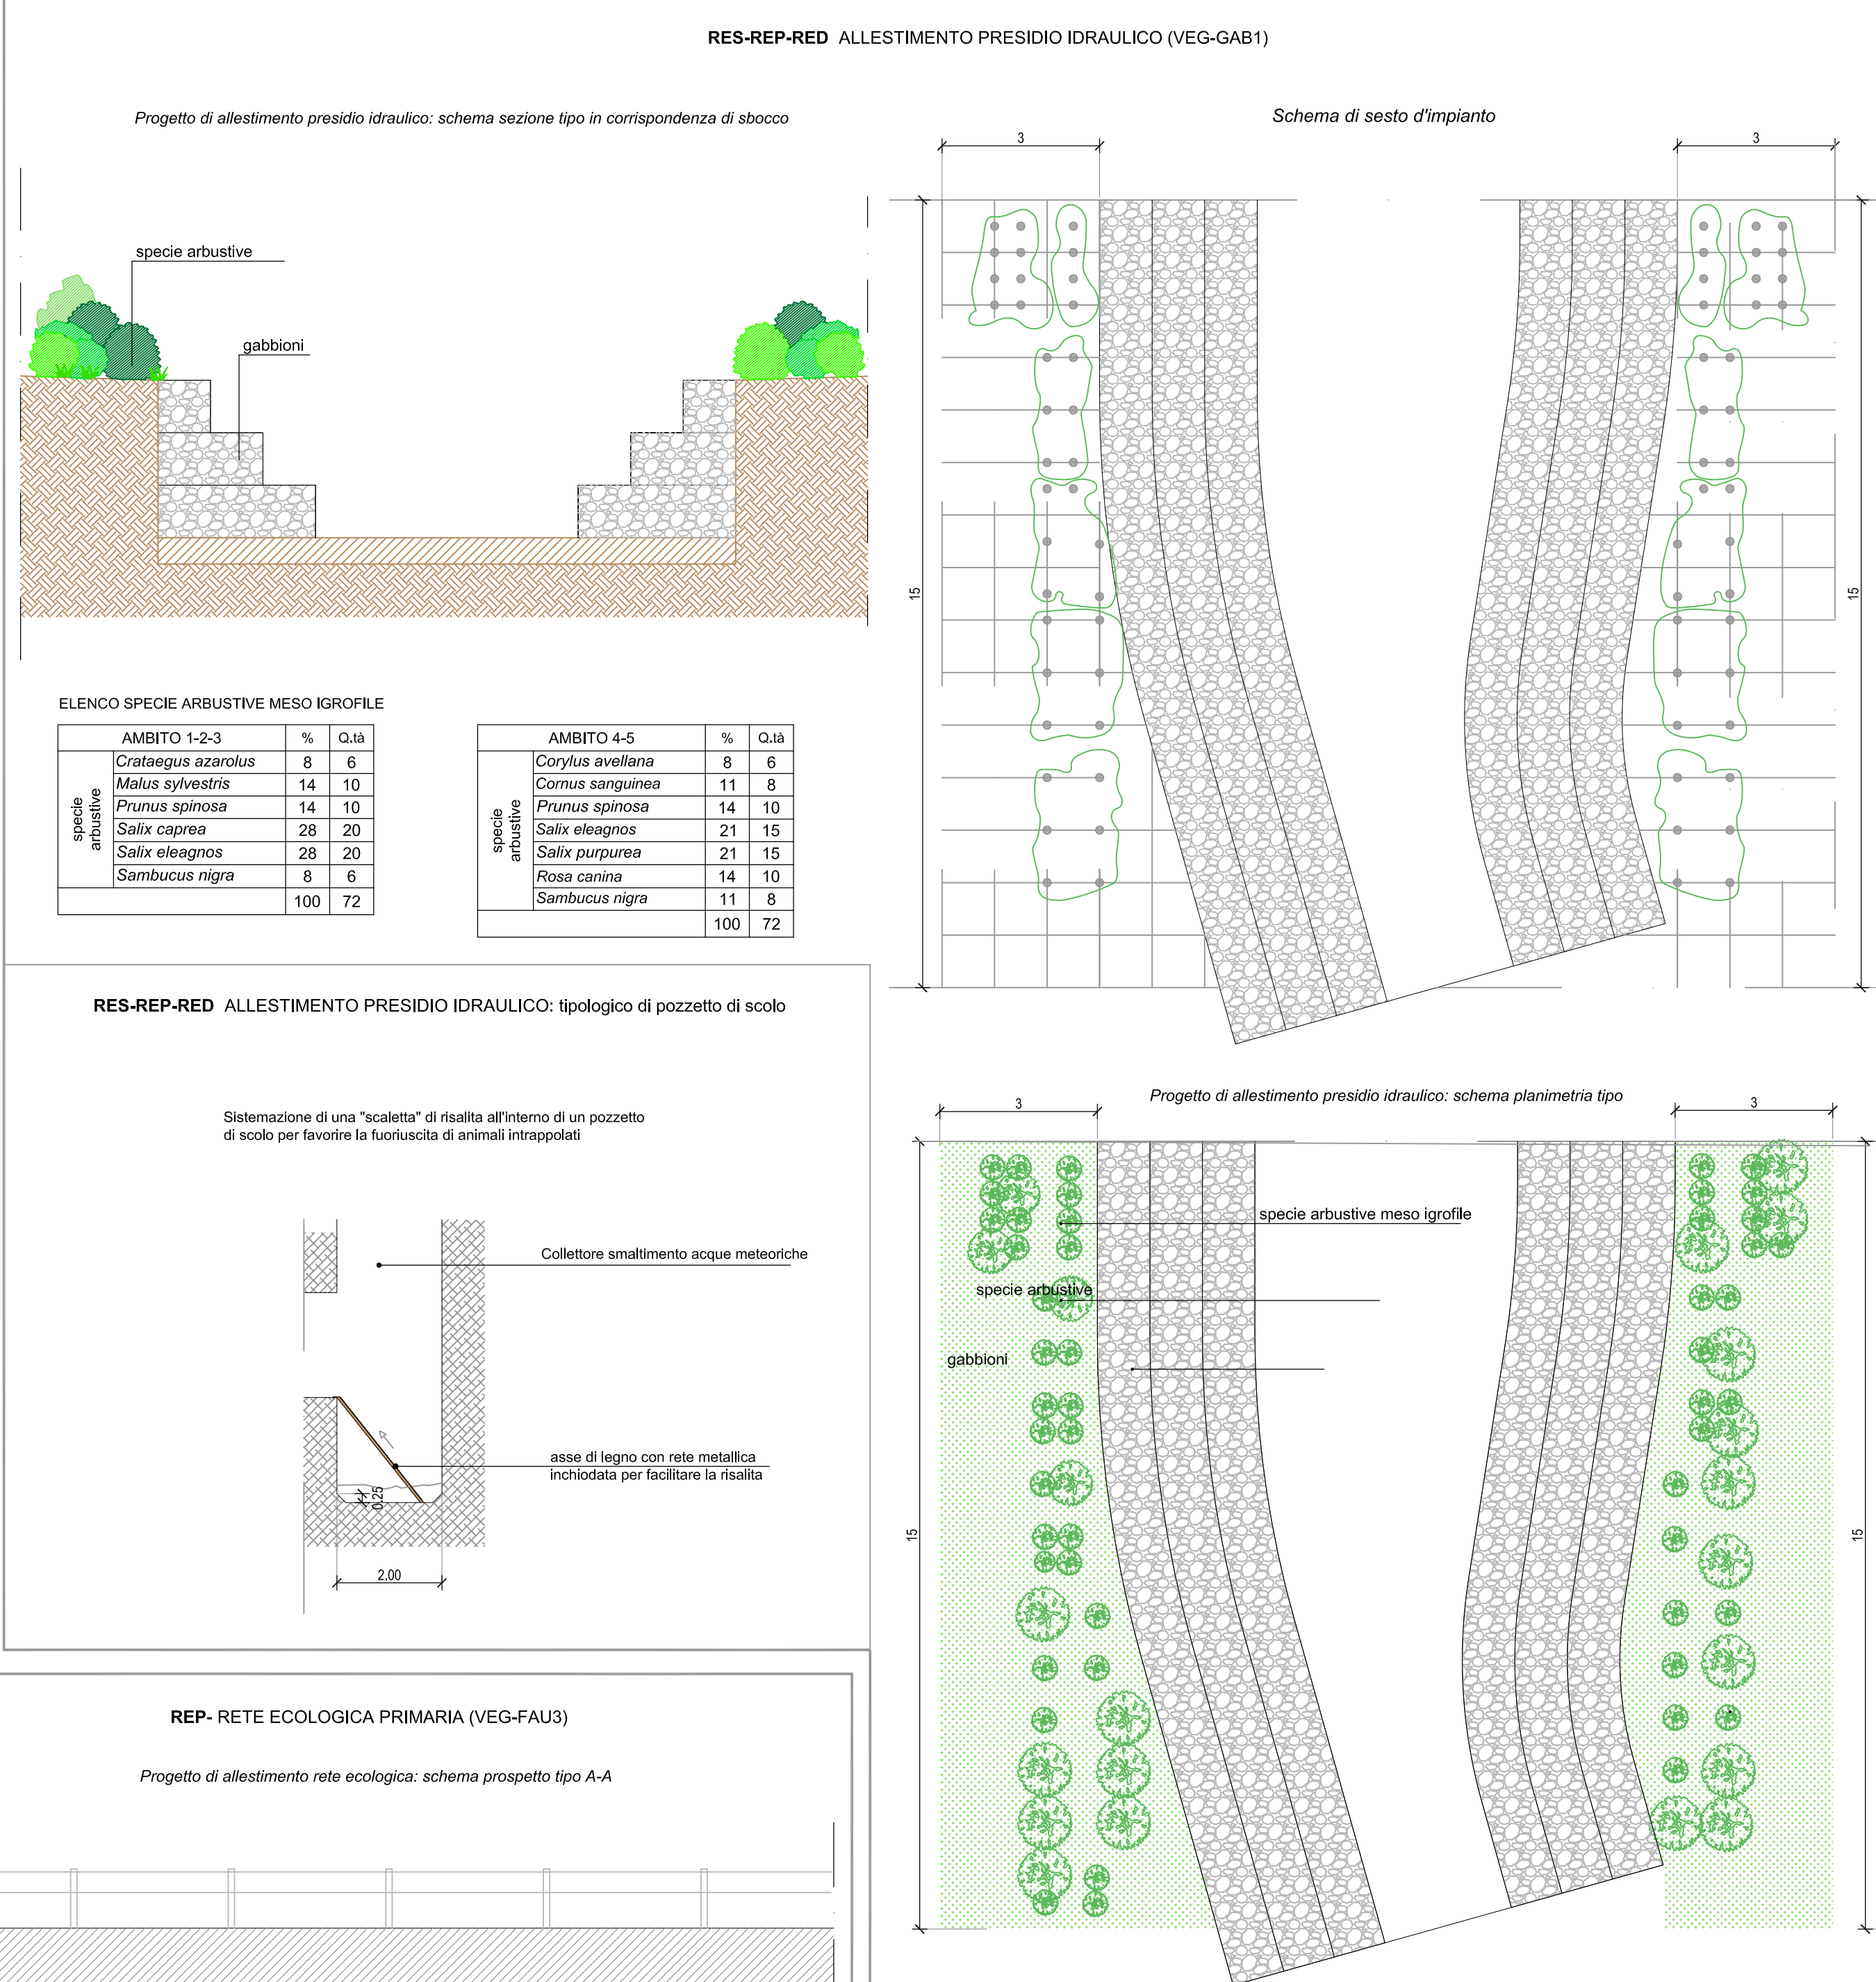 RES-REP-RED ALLESTIMENTO PRESIDIO IDRAULICO (VEG-GAB1)
Progetto di allestimento presidio idraulico: schema sezione tipo in corrispondenza di sbocco
specie arbustive
gabbioni
ELENCO SPECIE ARBUSTIVE MESO IGROFILE
AMBITO 1-2-3 % Q.tà
specie arbustive
Crataegus azarolus 8 6
Malus sylvestris 14 10
Prunus spinosa 14 10
Salix caprea 28 20
Salix eleagnos 28 20
Sambucus nigra 8 6
100 72
AMBITO 4-5 % Q.tà
specie arbustive
Corylus avellana 8 6
Cornus sanguinea 11 8
Prunus spinosa 14 10
Salix eleagnos 21 15
Salix purpurea 21 15
Rosa canina 14 10
Sambucus nigra 11 8
100 72
Schema di sesto d'impianto
3
3
15
15
RES-REP-RED ALLESTIMENTO PRESIDIO IDRAULICO: tipologico di pozzetto di scolo
Sistemazione di una "scaletta" di risalita all'interno di un pozzetto
di scolo per favorire la fuoriuscita di animali intrappolati
Collettore smaltimento acque meteoriche
asse di legno con rete metallica
inchiodata per facilitare la risalita
0.25
2.00
Progetto di allestimento presidio idraulico: schema planimetria tipo
3
3
specie arbustive meso igrofile
specie arbustive
gabbioni
15
15
REP- RETE ECOLOGICA PRIMARIA (VEG-FAU3)
Progetto di allestimento rete ecologica: schema prospetto tipo A-A